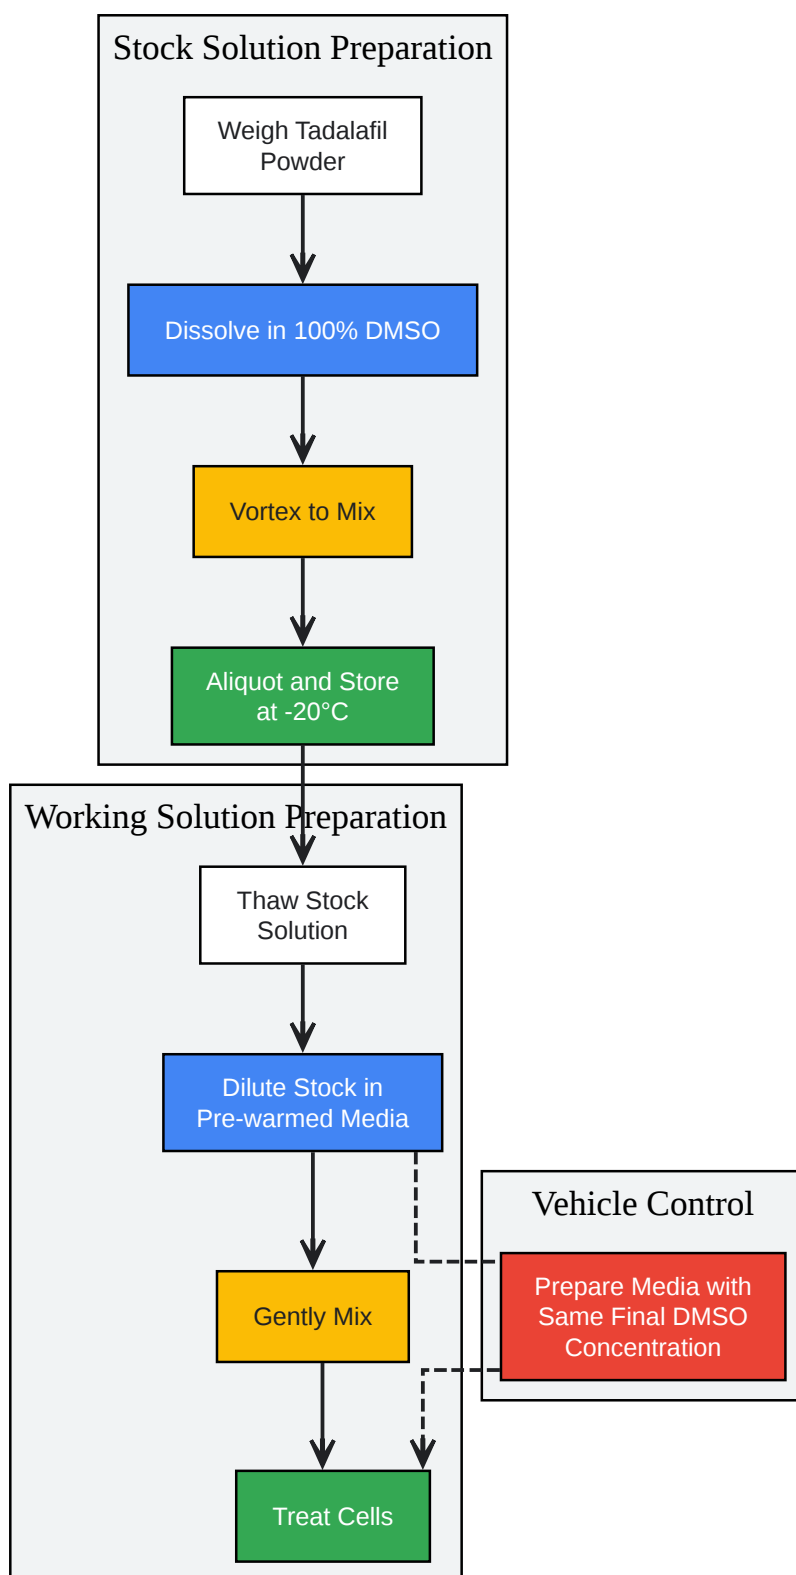 Stock Solution Preparation
Weigh Tadalafil
Powder
Dissolve in 100% DMSO
Vortex to Mix
Aliquot and Store
at -20°C
Working Solution Preparation
Thaw Stock
Solution
Dilute Stock in
Pre-warmed Media
Vehicle Control
Prepare Media with
Same Final DMSO
Concentration
Gently Mix
Treat Cells